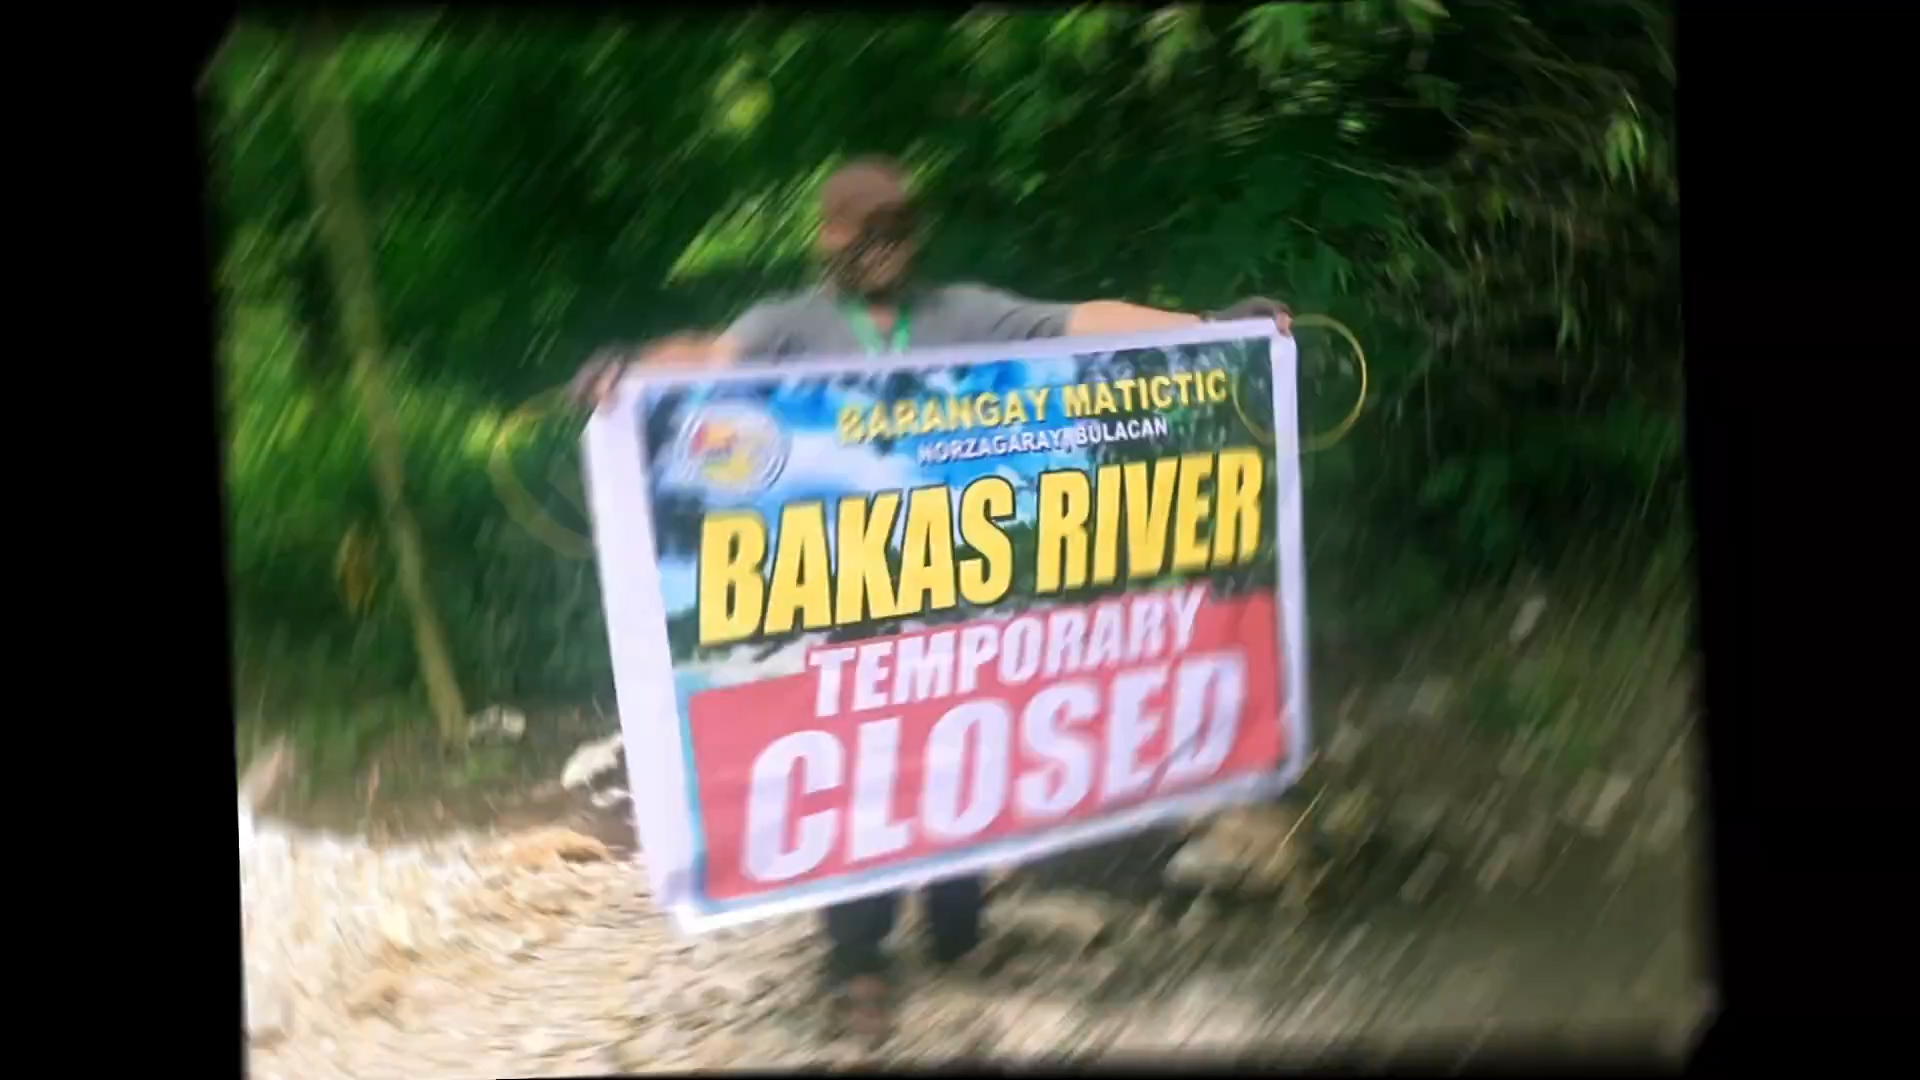 BARANGAY MATICTIC
NORZAGARAY, BULACAN
BAKAS RIVER
TEMPORARY
CLOSED